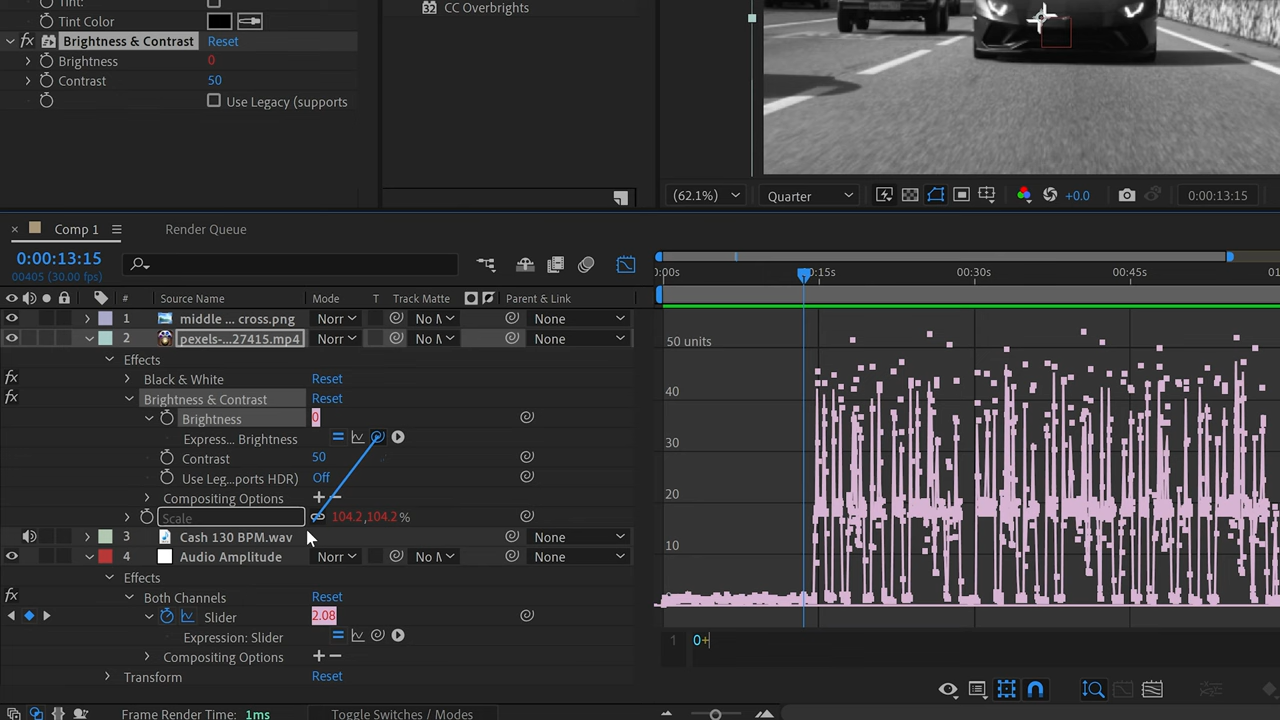 Tint:
Tint Color
CC Overbrights
fx Brightness & Contrast Reset
Brightness 0
Contrast 50
Use Legacy (supports
(62.1%) Quarter +0.0 0:00:13:15
× Comp 1 Render Queue
0:00:13:15
00405 (30.00 fps)
:00s :15s 00:30s 00:45s 01
# Source Name Mode T Track Matte Parent & Link
1 middle ... cross.png Norr No M None
2 pexels-...27415.mp4 Norr No M None
Effects
50 units
fx Black & White Reset
fx Brightness & Contrast Reset
40
Brightness 0
Express... Brightness
30
Contrast 50
Use Leg...ports HDR) Off
20
Compositing Options + −
Scale 104.2,104.2%
3 Cash 130 BPM.wav None
10
4 Audio Amplitude Norr No M None
Effects
fx Both Channels Reset
Slider 2.08
Expression: Slider
1 0+
Compositing Options + −
Transform Reset
Frame Render Time: 1ms Toggle Switches / Modes